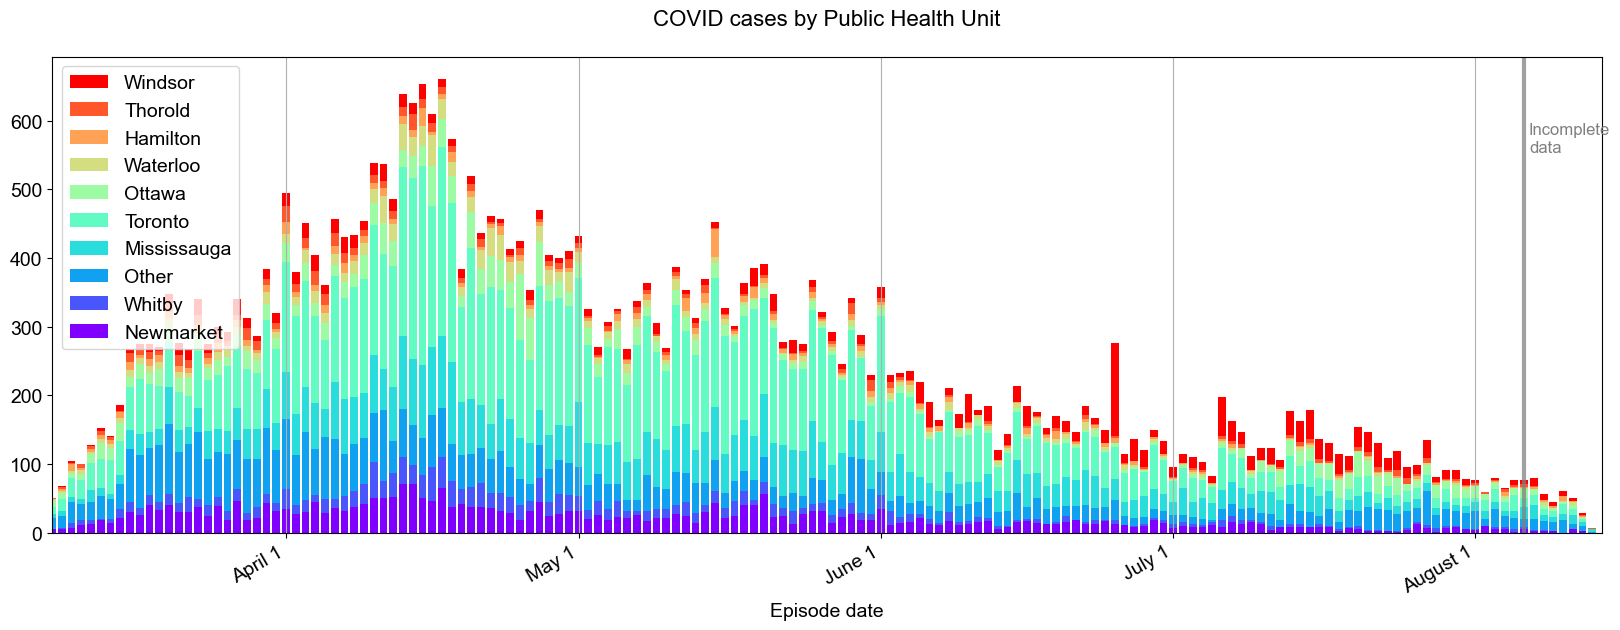 COVID cases by Public Health Unit
Windsor
Thorold
Hamilton
Waterloo
Ottawa
Toronto
Mississauga
Other
Whitby
Newmarket
Incomplete
data
600
500
400
300
200
100
0
April 1
May 1
June 1
July 1
August 1
Episode date